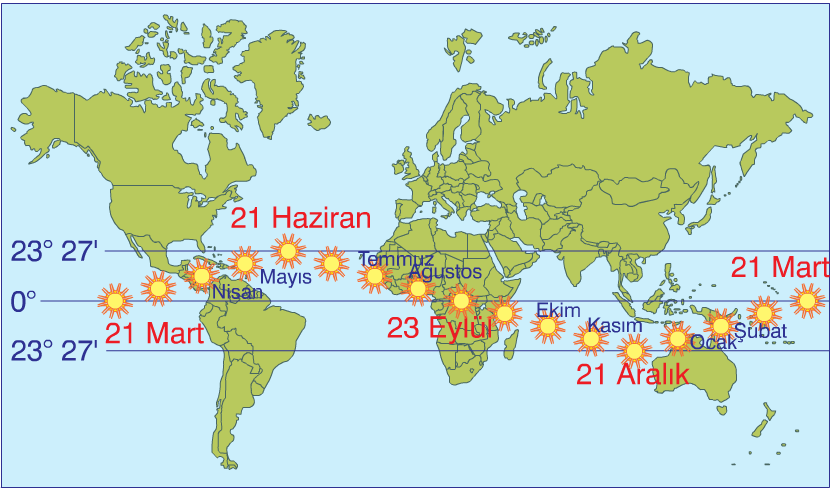 21 Haziran
23° 27'
Temmuz
Mayıs
Ağustos
21 Mart
Nisan
0°
Ekim
21 Mart
23 Eylül
Kasım
Şubat
Ocak
23° 27'
21 Aralık